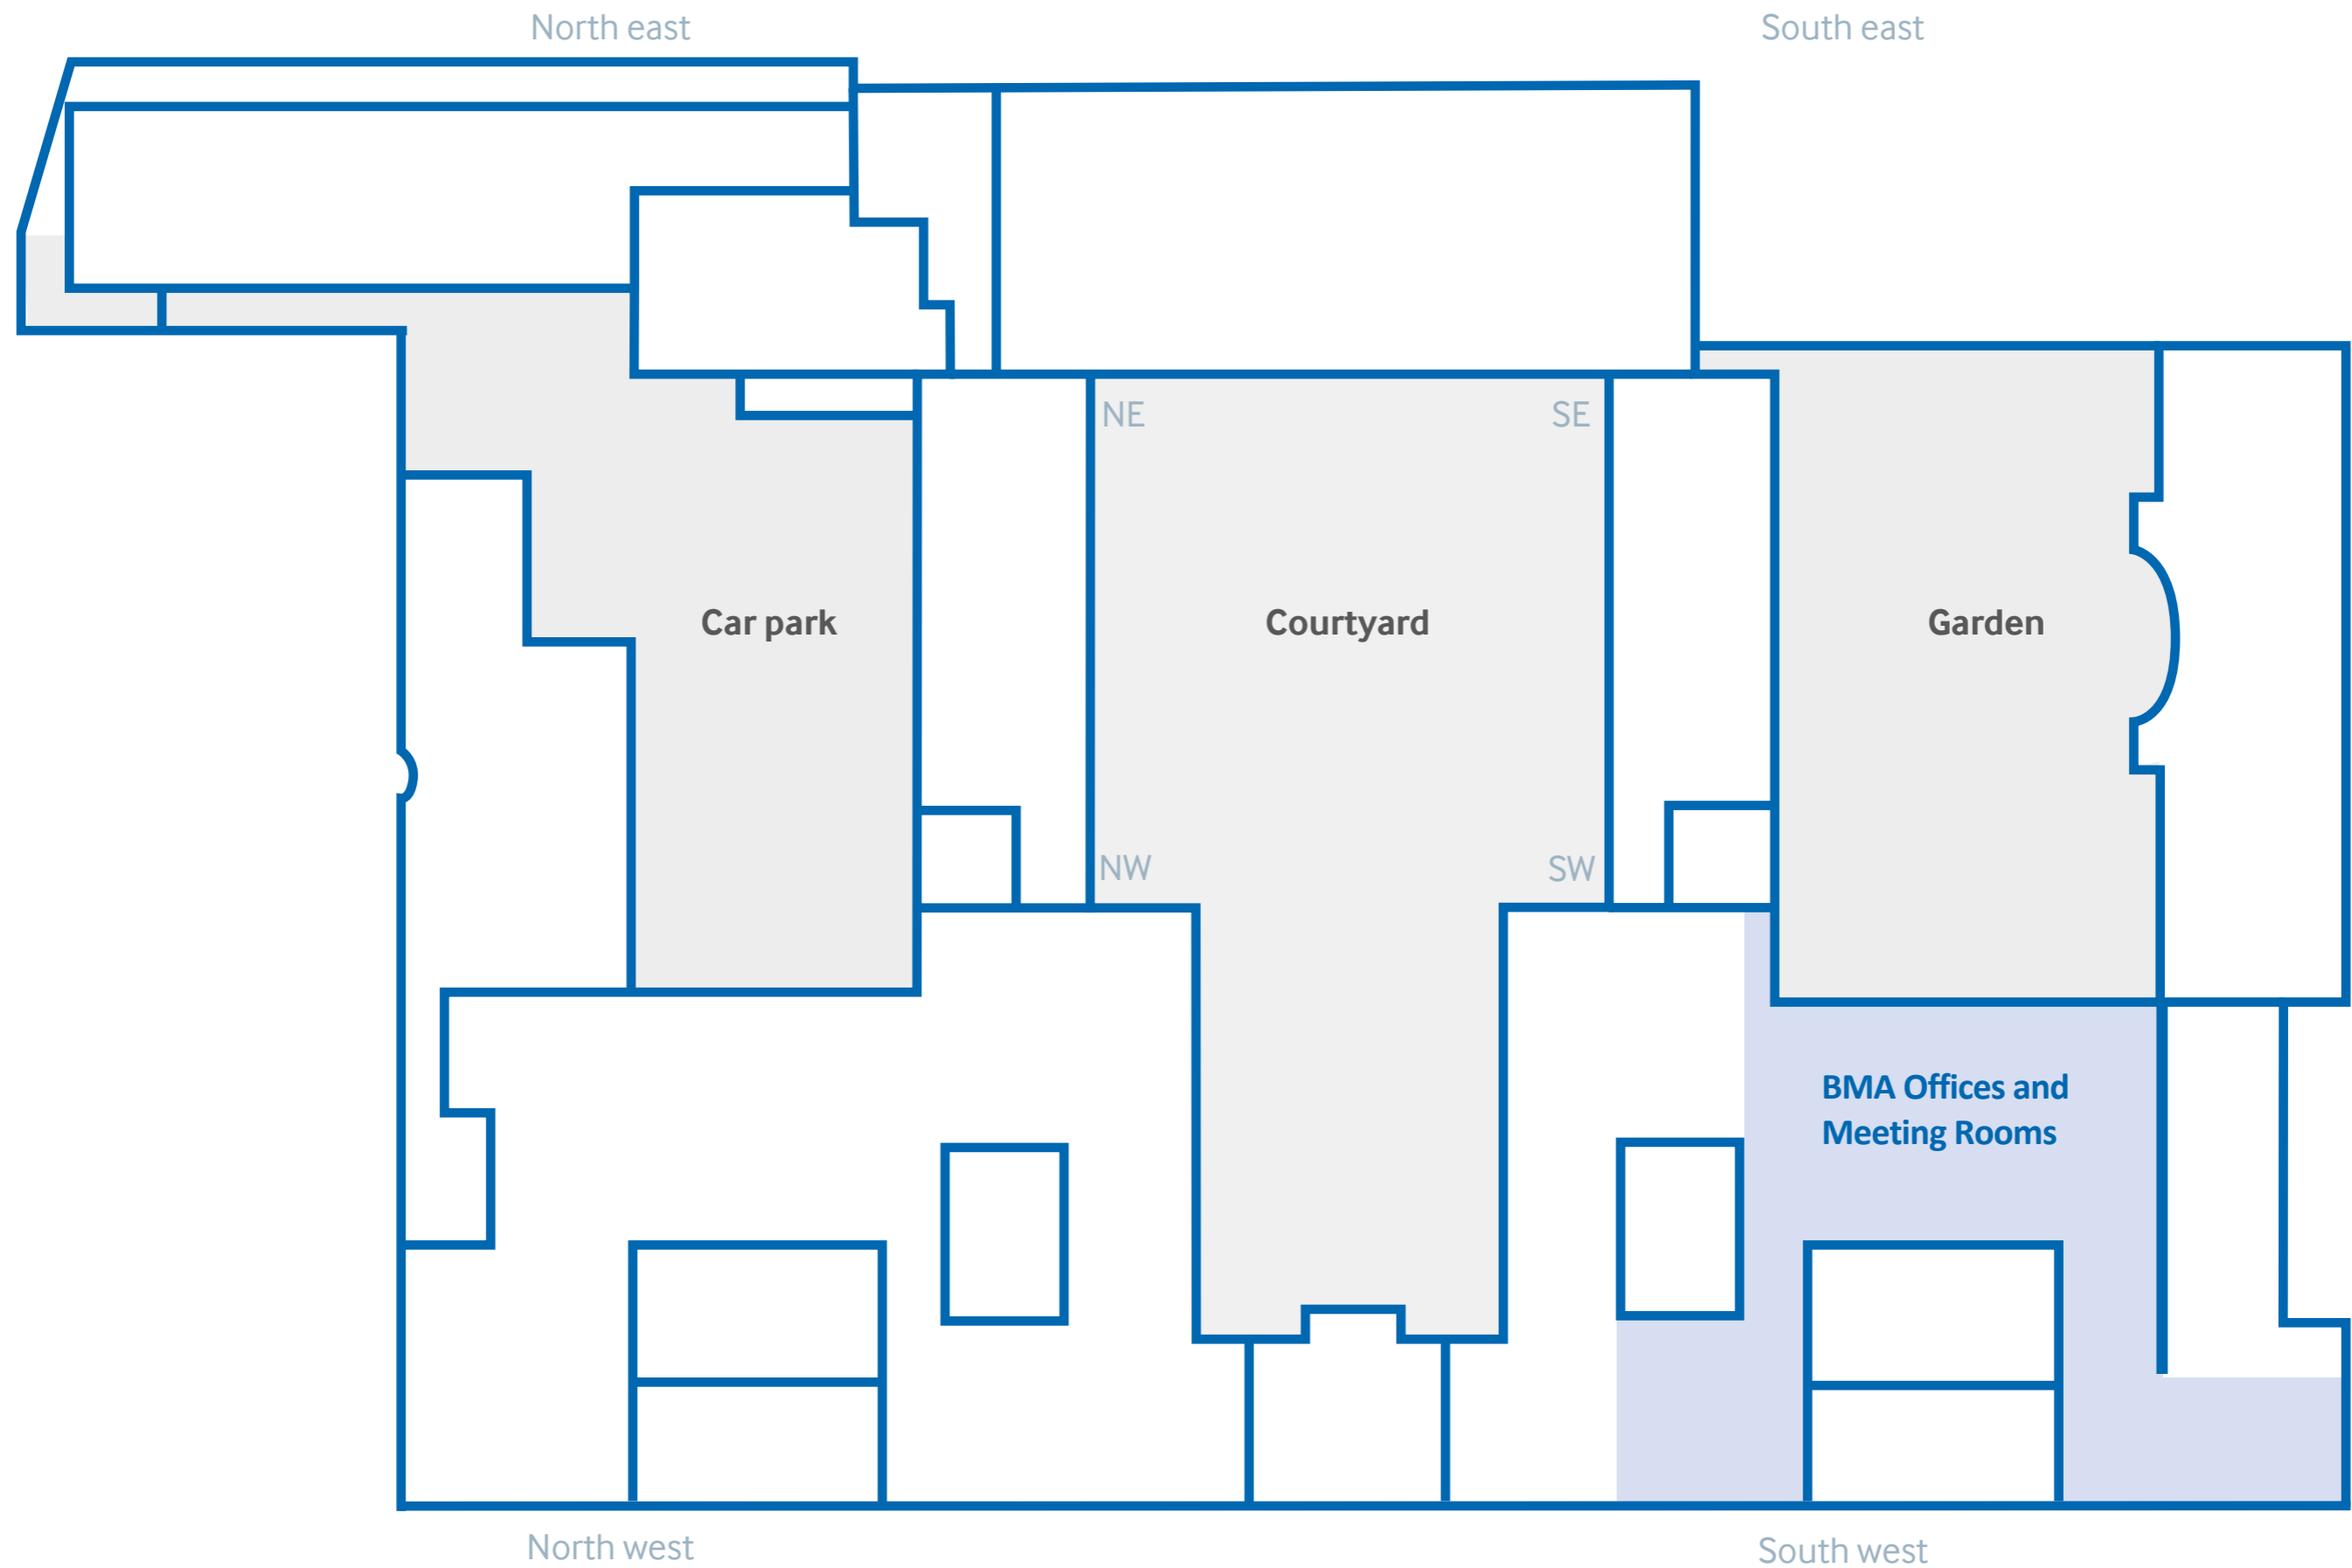 North east
South east
NE
SE
Car park
Courtyard
Garden
NW
SW
BMA Offices and
Meeting Rooms
North west
South west